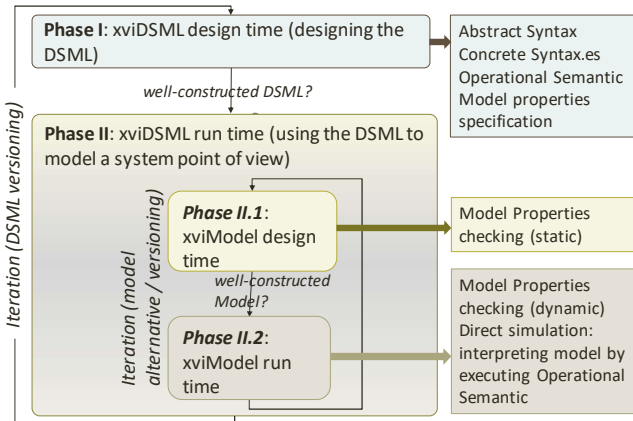 Phase I: xviDSML design time (designing the
DSML)
Abstract Syntax
Concrete Syntax.es
Operational Semantic
Model properties
specification
well-constructed DSML?
Iteration (DSML versioning)
Phase II: xviDSML run time (using the DSML to
model a system point of view)
Iteration (model
alternative / versioning)
Phase II.1:
xviModel design
time
Model Properties
checking (static)
well-constructed
Model?
Phase II.2:
xviModel run
time
Model Properties
checking (dynamic)
Direct simulation:
interpreting model by
executing Operational
Semantic